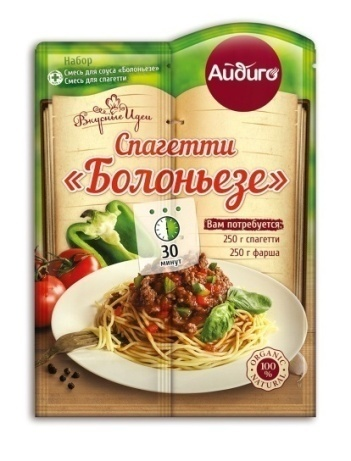 Набор
Смесь для соуса «Болоньезе»
Смесь для спагетти
Айдиго
Вкусные Идеи
Спагетти
«Болоньезе»
Вам потребуется:
250 г спагетти
250 г фарша
30
минут
ORGANIC
100%
NATURAL